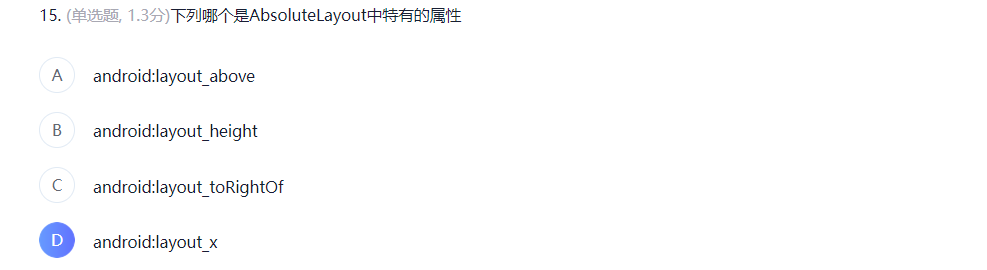 15. (单选题, 1.3分)下列哪个是AbsoluteLayout中特有的属性
A android:layout_above
B android:layout_height
C android:layout_toRightOf
D android:layout_x